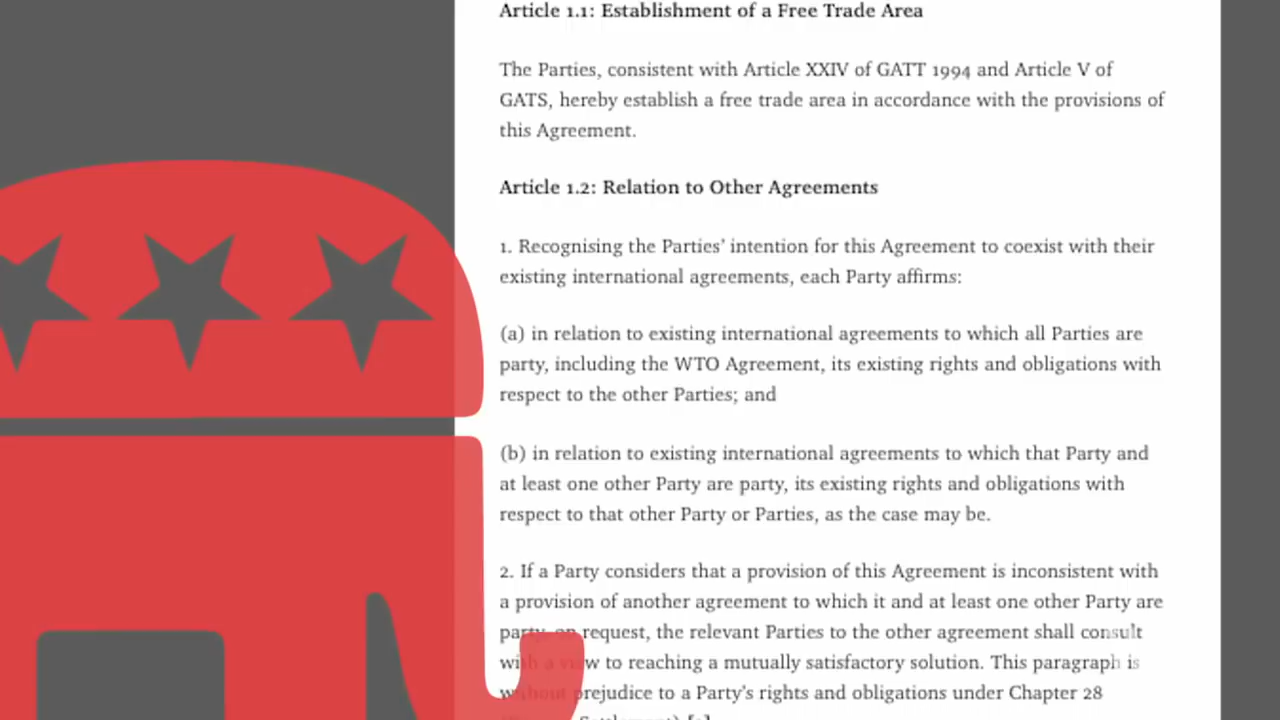 Article 1.1: Establishment of a Free Trade Area
The Parties, consistent with Article XXIV of GATT 1994 and Article V of
GATS, hereby establish a free trade area in accordance with the provisions of
this Agreement.
Article 1.2: Relation to Other Agreements
1. Recognising the Parties’ intention for this Agreement to coexist with their
existing international agreements, each Party affirms:
(a) in relation to existing international agreements to which all Parties are
party, including the WTO Agreement, its existing rights and obligations with
respect to the other Parties; and
(b) in relation to existing international agreements to which that Party and
at least one other Party are party, its existing rights and obligations with
respect to that other Party or Parties, as the case may be.
2. If a Party considers that a provision of this Agreement is inconsistent with
a provision of another agreement to which it and at least one other Party are
party, on request, the relevant Parties to the other agreement shall consult
with a view to reaching a mutually satisfactory solution. This paragraph is
without prejudice to a Party’s rights and obligations under Chapter 28